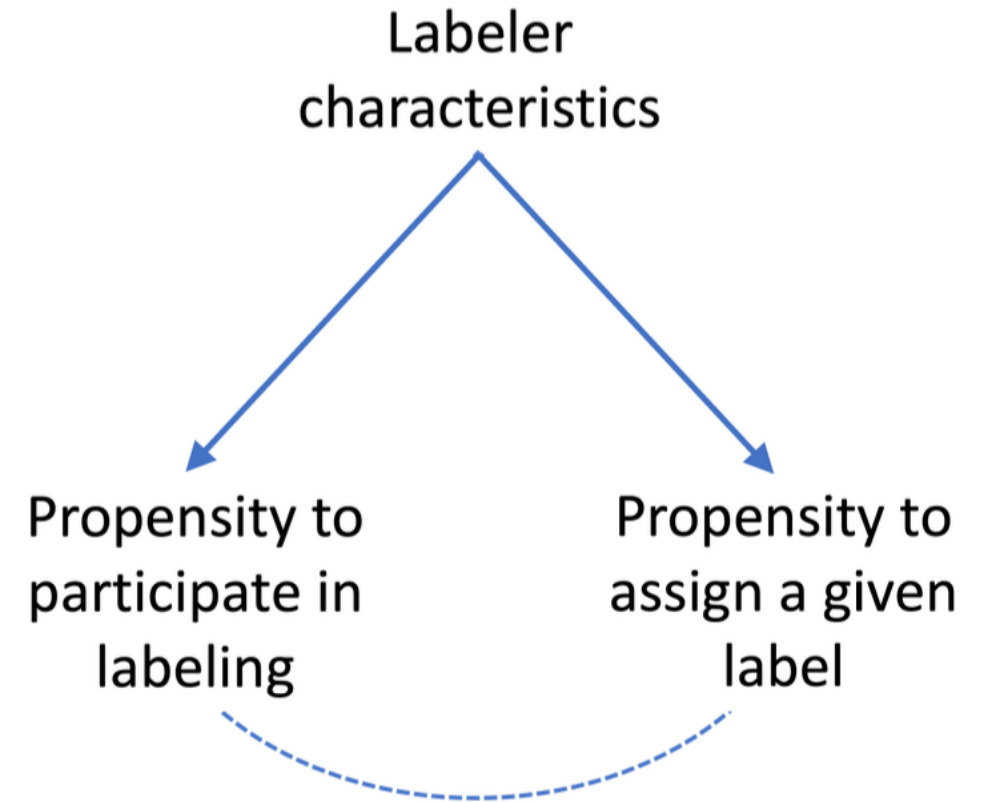 Labeler
characteristics
Propensity to
participate in
labeling
Propensity to
assign a given
label